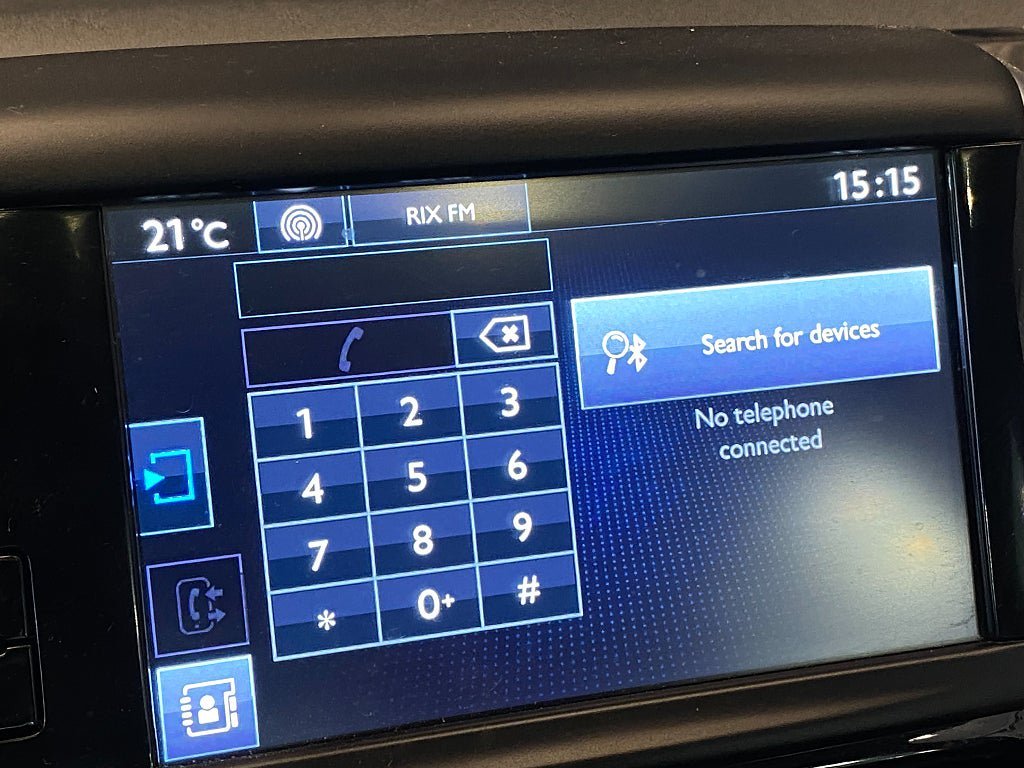 21°C
RIX FM
15:15
Search for devices
No telephone
connected
1 2 3
4 5 6
7 8 9
* 0+ #